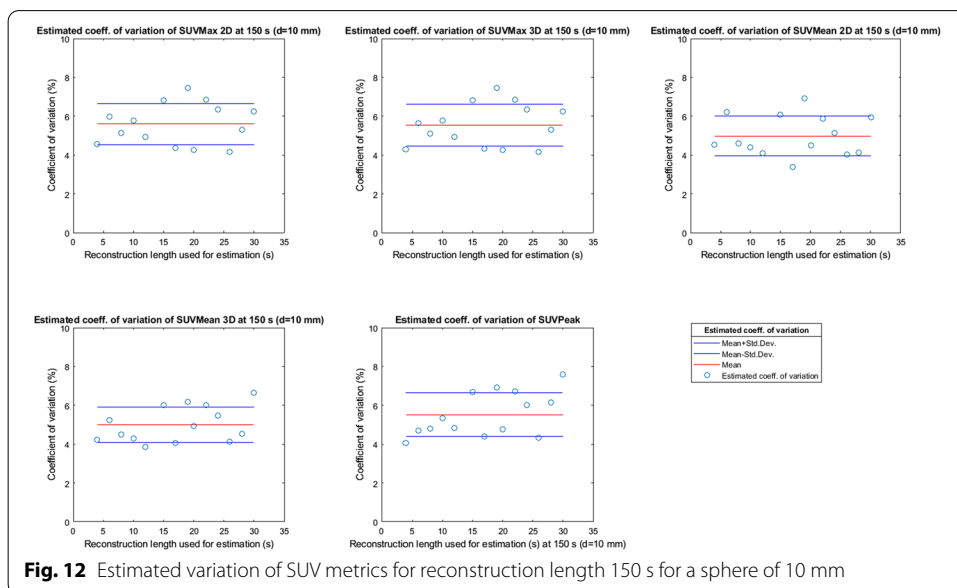 Estimated coeff. of variation of SUVMax 2D at 150 s (d=10 mm)
10
8
6
4
2
0
Coefficient of variation (%)
0 5 10 15 20 25 30 35
Reconstruction length used for estimation (s)
Estimated coeff. of variation of SUVMax 3D at 150 s (d=10 mm)
10
8
6
4
2
0
Coefficient of variation (%)
0 5 10 15 20 25 30 35
Reconstruction length used for estimation (s)
Estimated coeff. of variation of SUVMean 2D at 150 s (d=10 mm)
10
8
6
4
2
0
Coefficient of variation (%)
0 5 10 15 20 25 30 35
Reconstruction length used for estimation (s)
Estimated coeff. of variation of SUVMean 3D at 150 s (d=10 mm)
10
8
6
4
2
0
Coefficient of variation (%)
0 5 10 15 20 25 30 35
Reconstruction length used for estimation (s)
Estimated coeff. of variation of SUVPeak
10
8
6
4
2
0
Coefficient of variation (%)
0 5 10 15 20 25 30 35
Reconstruction length used for estimation (s) at 150 s (d=10 mm)
Estimated coeff. of variation
Mean+Std.Dev.
Mean-Std.Dev.
Mean
Estimated coeff. of variation
Fig. 12 Estimated variation of SUV metrics for reconstruction length 150 s for a sphere of 10 mm